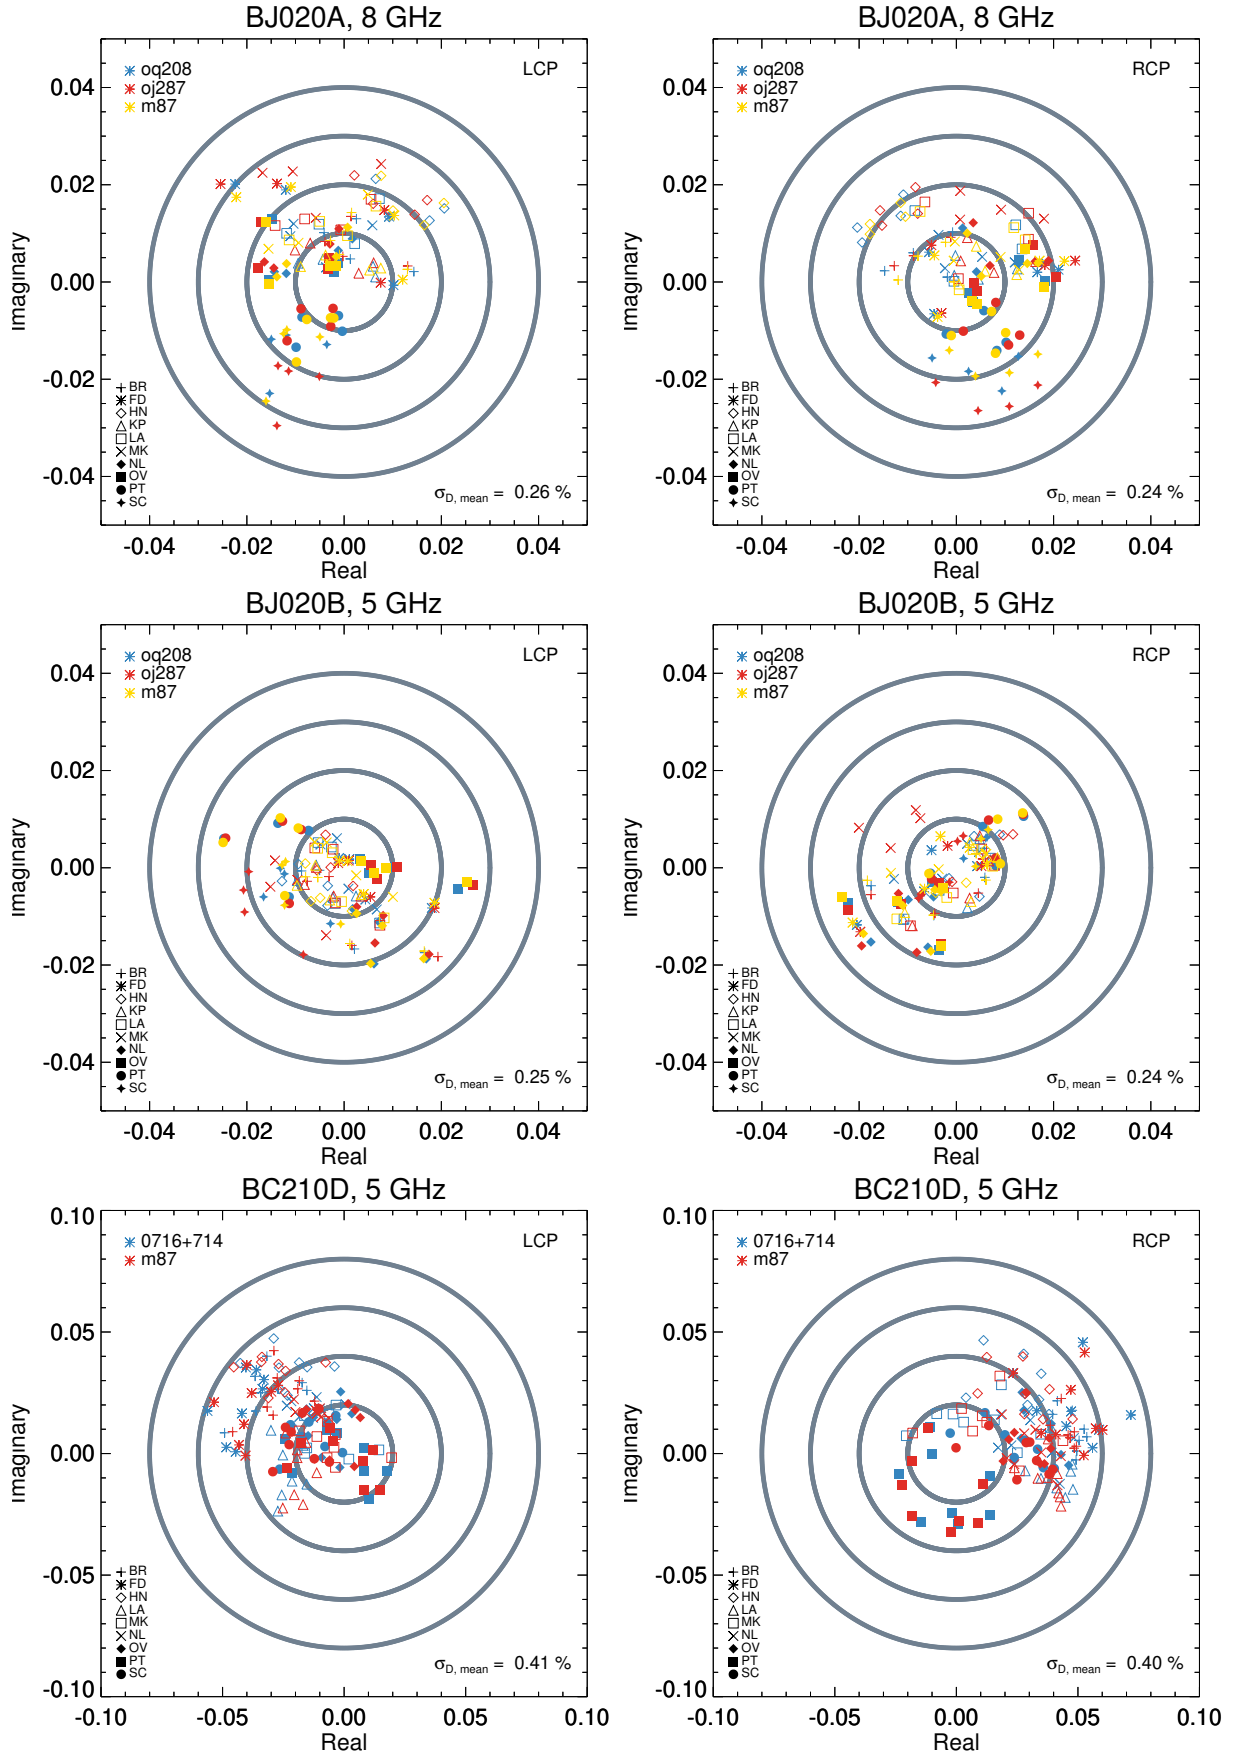 BJ020A, 8 GHz
oq208
oj287
m87
LCP
0.04
0.02
0.00
-0.02
-0.04
Imaginary
BR
FD
HN
KP
LA
MK
NL
OV
PT
SC
σD, mean = 0.26 %
-0.04 -0.02 0.00 0.02 0.04
Real
BJ020A, 8 GHz
oq208
oj287
m87
RCP
0.04
0.02
0.00
-0.02
-0.04
Imaginary
BR
FD
HN
KP
LA
MK
NL
OV
PT
SC
σD, mean = 0.24 %
-0.04 -0.02 0.00 0.02 0.04
Real
BJ020B, 5 GHz
oq208
oj287
m87
LCP
0.04
0.02
0.00
-0.02
-0.04
Imaginary
BR
FD
HN
KP
LA
MK
NL
OV
PT
SC
σD, mean = 0.25 %
-0.04 -0.02 0.00 0.02 0.04
Real
BJ020B, 5 GHz
oq208
oj287
m87
RCP
0.04
0.02
0.00
-0.02
-0.04
Imaginary
BR
FD
HN
KP
LA
MK
NL
OV
PT
SC
σD, mean = 0.24 %
-0.04 -0.02 0.00 0.02 0.04
Real
BC210D, 5 GHz
0716+714
m87
LCP
0.10
0.05
0.00
-0.05
-0.10
Imaginary
BR
FD
HN
LA
MK
NL
OV
PT
SC
σD, mean = 0.41 %
-0.10 -0.05 0.00 0.05 0.10
Real
BC210D, 5 GHz
0716+714
m87
RCP
0.10
0.05
0.00
-0.05
-0.10
Imaginary
BR
FD
HN
LA
MK
NL
OV
PT
SC
σD, mean = 0.40 %
-0.10 -0.05 0.00 0.05 0.10
Real